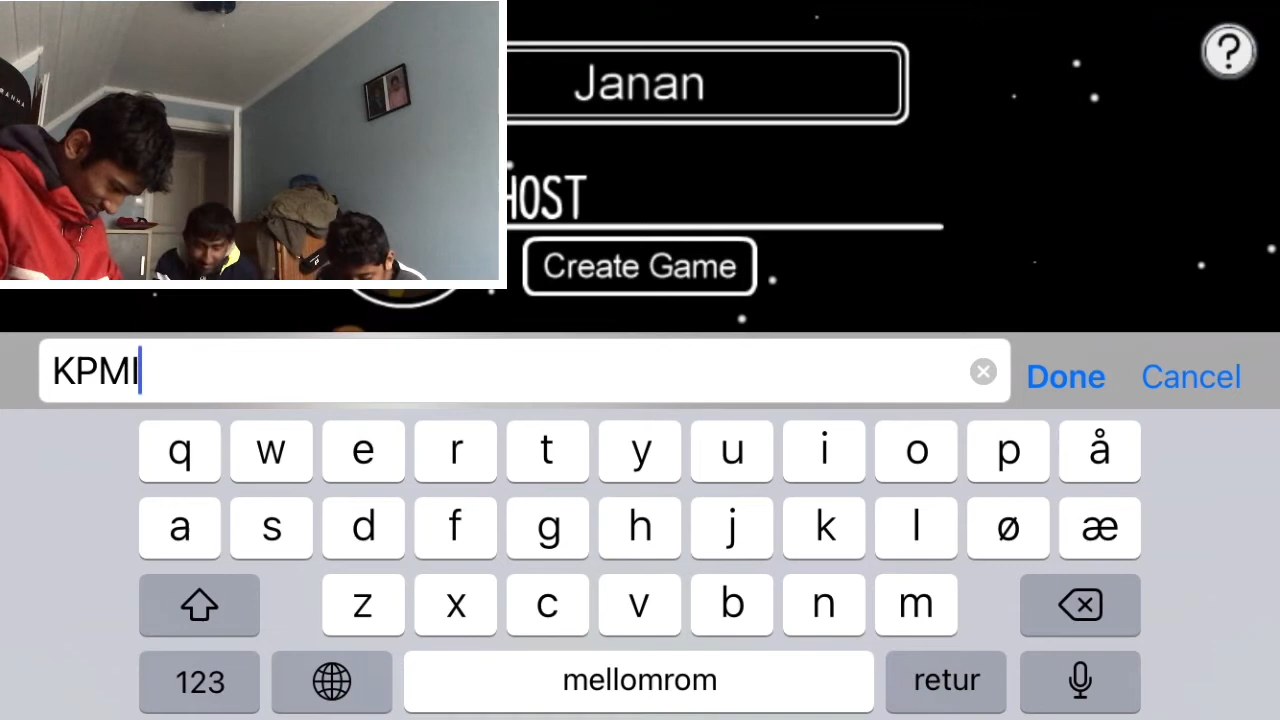 Janan
?
HOST
Create Game
KPMI
Done
Cancel
q w e r t y u i o p å
a s d f g h j k l ø æ
z x c v b n m
123
mellomrom
retur